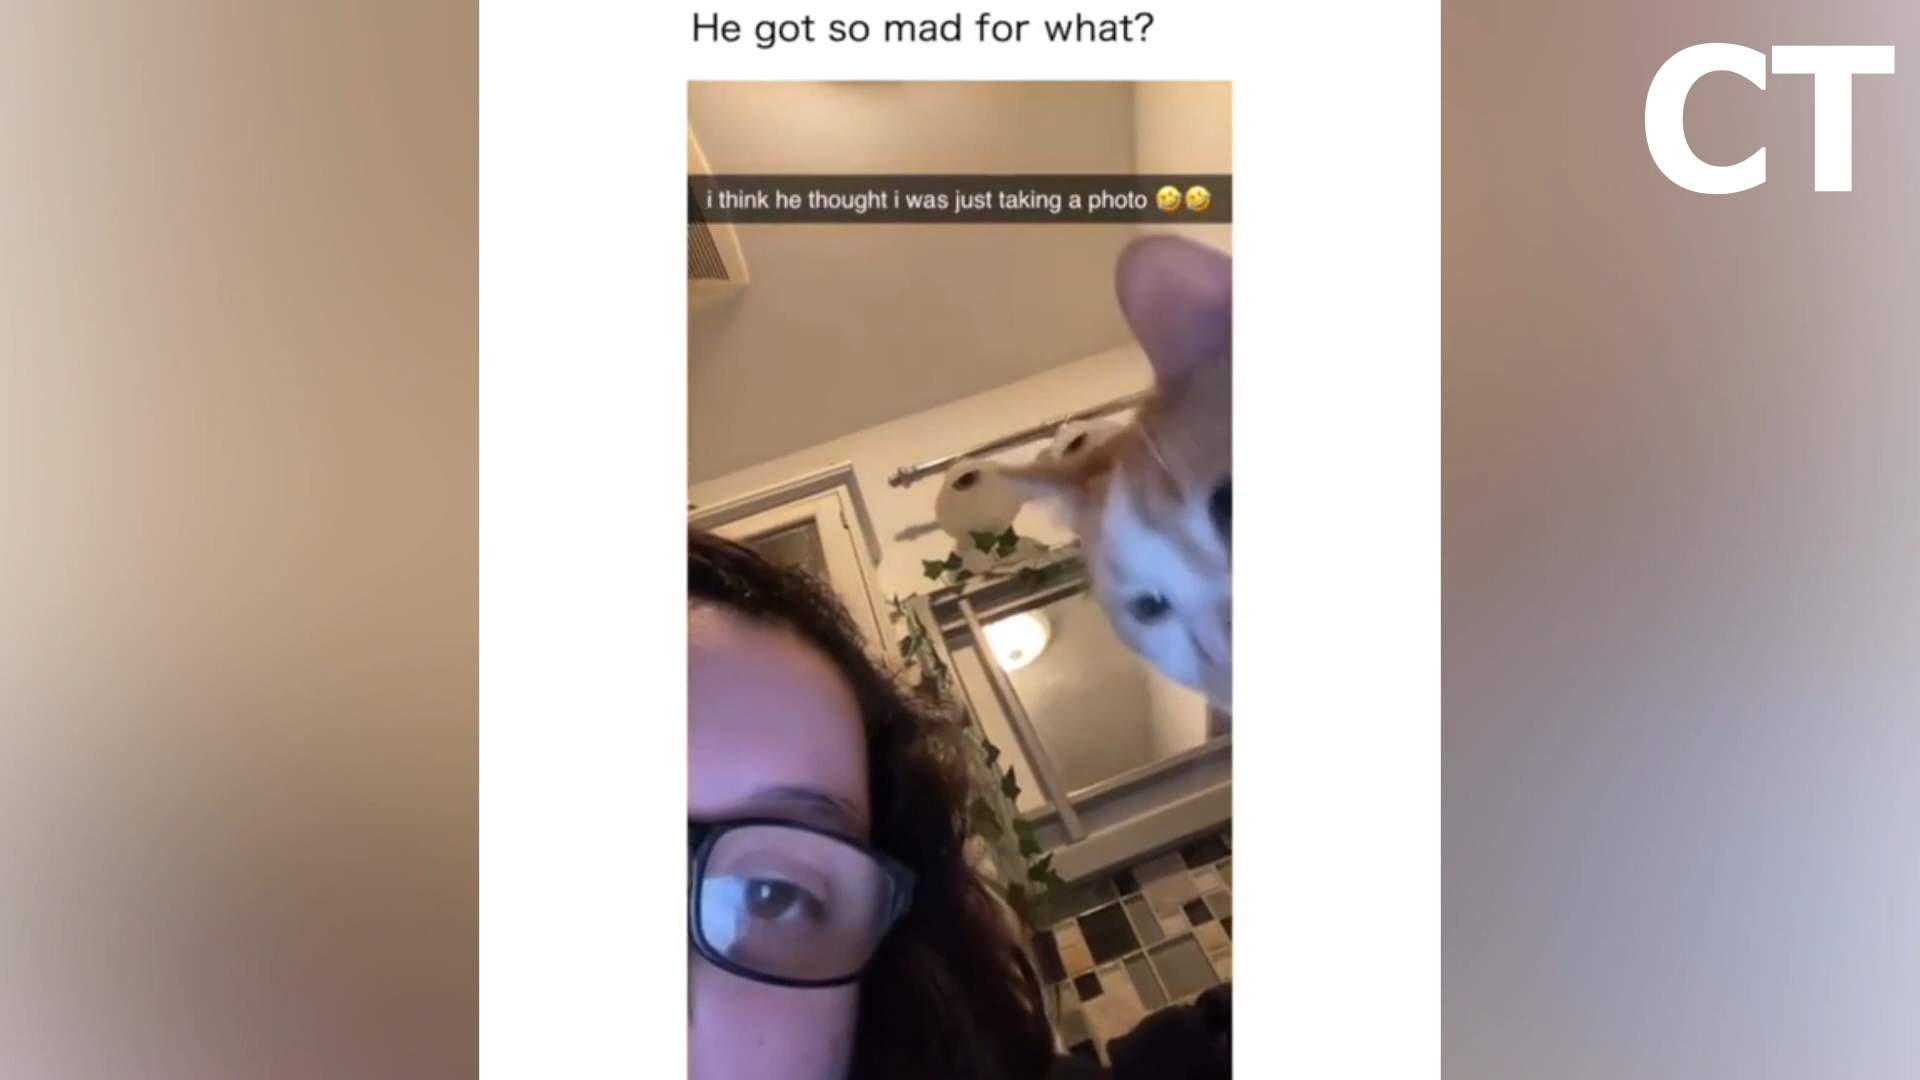 He got so mad for what?
CT
i think he thought i was just taking a photo 🤣🤣